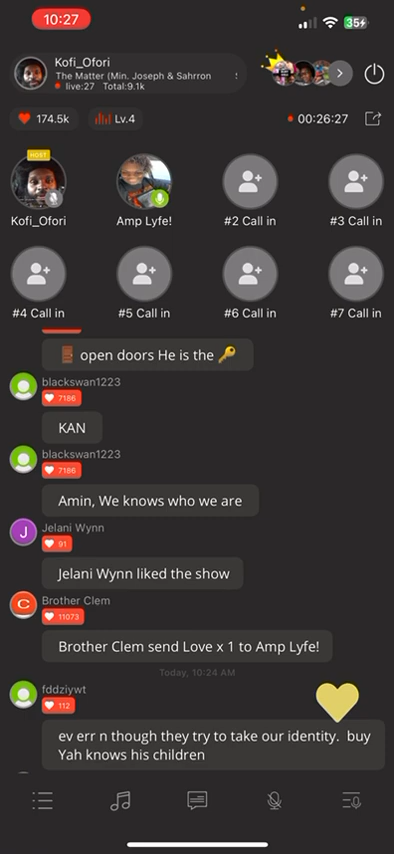 10:27
35
Kofi_Ofori
The Matter (Min. Joseph & Sahrron
live:27 Total:9.1k
174.5k
Lv.4
00:26:27
HOST
Kofi_Ofori
Amp Lyfe!
#2 Call in
#3 Call in
#4 Call in
#5 Call in
#6 Call in
#7 Call in
🚪 open doors He is the 🔑
blackswan1223
7186
KAN
blackswan1223
7186
Amin, We knows who we are
J
Jelani Wynn
91
Jelani Wynn liked the show
C
Brother Clem
11073
Brother Clem send Love x 1 to Amp Lyfe!
Today, 10:24 AM
fddziywt
112
ev err n though they try to take our identity. buy
Yah knows his children